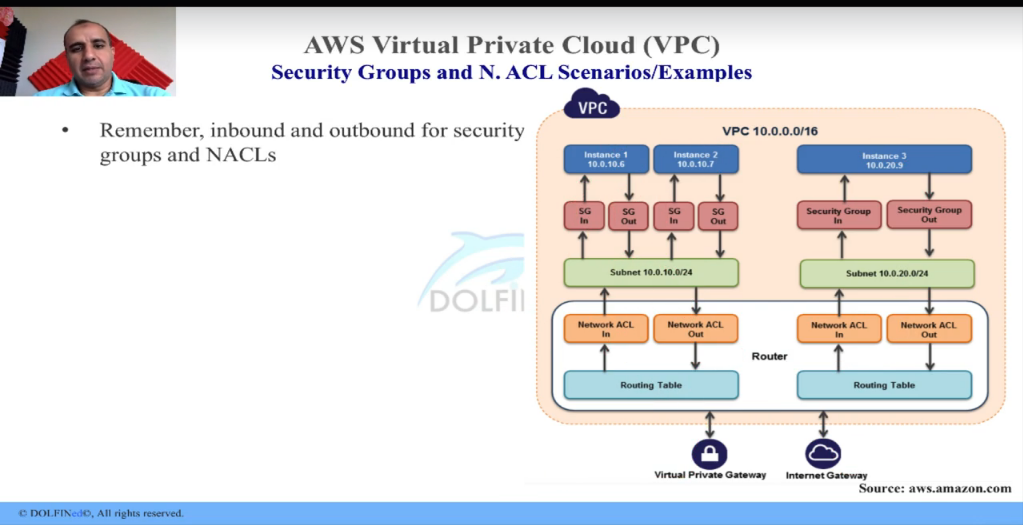 AWS Virtual Private Cloud (VPC)
Security Groups and N. ACL Scenarios/Examples
• Remember, inbound and outbound for security
groups and NACLs
VPC
VPC 10.0.0.0/16
Instance 1
10.0.10.6
Instance 2
10.0.10.7
Instance 3
10.0.20.9
SG
In
SG
Out
SG
In
SG
Out
Security Group
In
Security Group
Out
Subnet 10.0.10.0/24
Subnet 10.0.20.0/24
DOLFI
Network ACL
In
Network ACL
Out
Network ACL
In
Network ACL
Out
Router
Routing Table
Routing Table
Virtual Private Gateway
Internet Gateway
Source: aws.amazon.com
© DOLFINed©, All rights reserved.